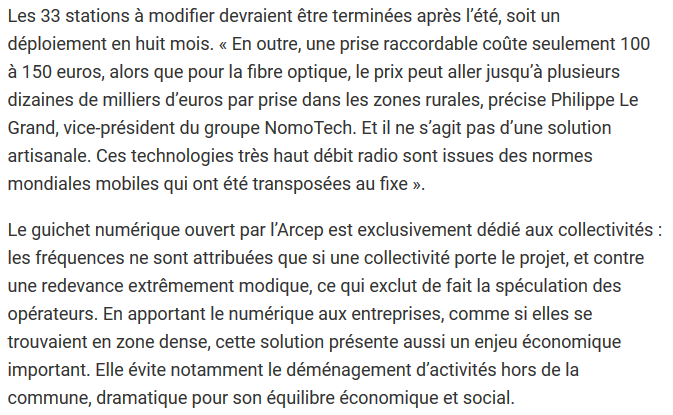 Les 33 stations à modifier devraient être terminées après l’été, soit un
déploiement en huit mois. « En outre, une prise raccordable coûte seulement 100
à 150 euros, alors que pour la fibre optique, le prix peut aller jusqu’à plusieurs
dizaines de milliers d’euros par prise dans les zones rurales, précise Philippe Le
Grand, vice-président du groupe NomoTech. Et il ne s’agit pas d’une solution
artisanale. Ces technologies très haut débit radio sont issues des normes
mondiales mobiles qui ont été transposées au fixe ».
Le guichet numérique ouvert par l’Arcep est exclusivement dédié aux collectivités :
les fréquences ne sont attribuées que si une collectivité porte le projet, et contre
une redevance extrêmement modique, ce qui exclut de fait la spéculation des
opérateurs. En apportant le numérique aux entreprises, comme si elles se
trouvaient en zone dense, cette solution présente aussi un enjeu économique
important. Elle évite notamment le déménagement d’activités hors de la
commune, dramatique pour son équilibre économique et social.